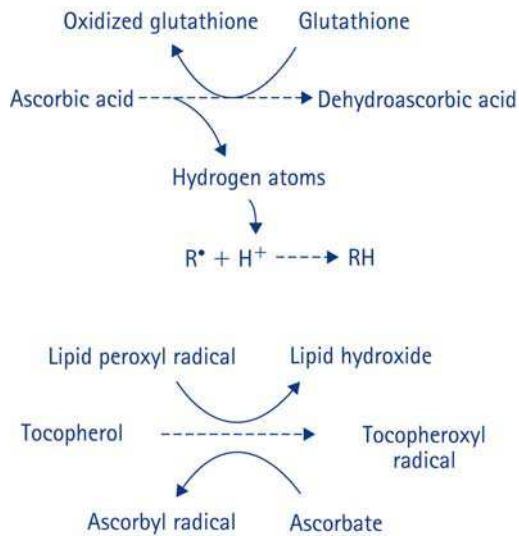 Oxidized glutathione Glutathione
Ascorbic acid Dehydroascorbic acid
Hydrogen atoms
R• + H⁺ RH
Lipid peroxyl radical Lipid hydroxide
Tocopherol Tocopheroxyl
radical
Ascorbyl radical Ascorbate